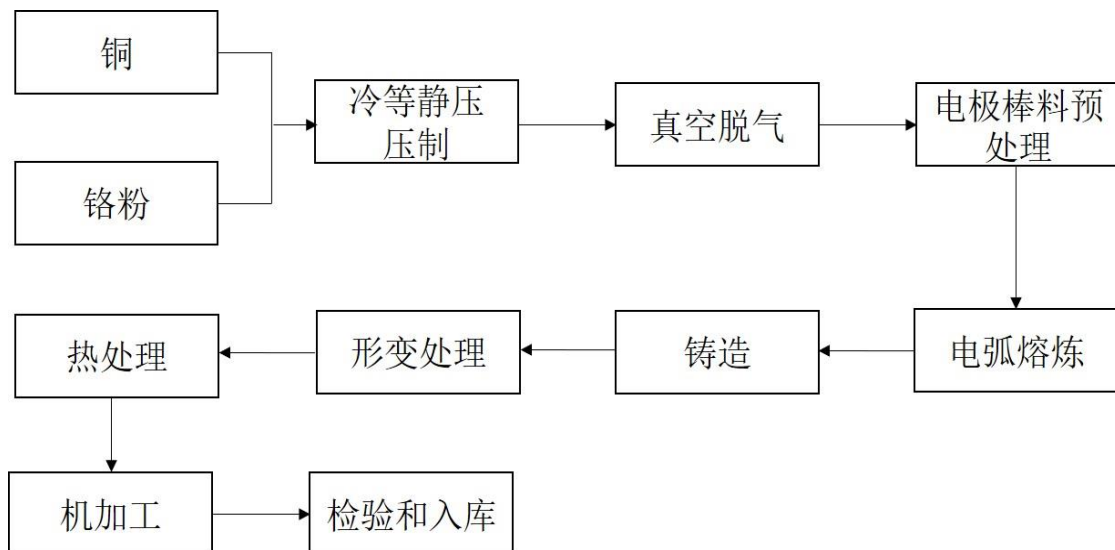 铜
铬粉
冷等静压
压制
真空脱气
电极棒料预
处理
电弧熔炼
铸造
形变处理
热处理
机加工
检验和入库